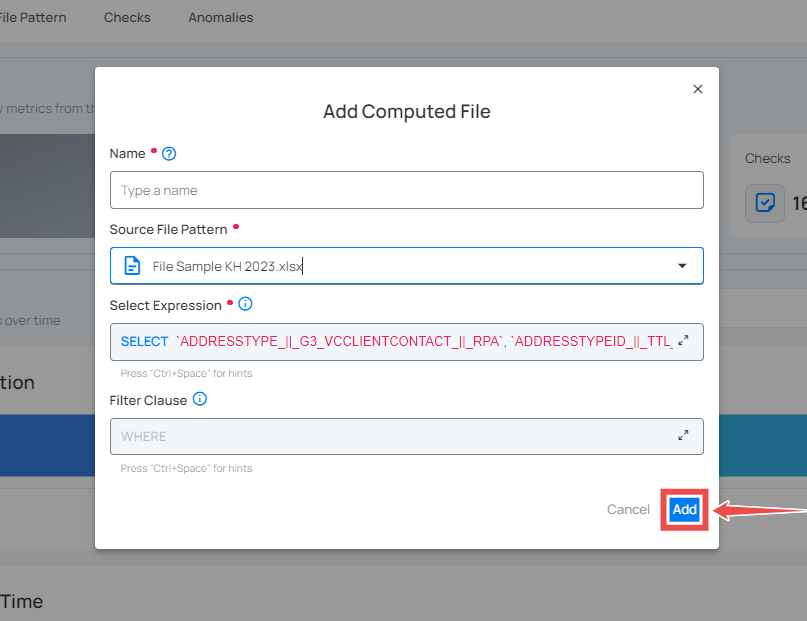 File Pattern Checks Anomalies
Add Computed File
Name
Type a name
Source File Pattern
File Sample KH 2023.xlsx
Select Expression
SELECT `ADDRESSTYPE_||_G3_VCCLIENTCONTACT_||_RPA`, `ADDRESSTYPEID_||_TTL_
Press "Ctrl+Space" for hints
Filter Clause
WHERE
Press "Ctrl+Space" for hints
Cancel Add
y metrics from th
Checks
16
s over time
tion
Time